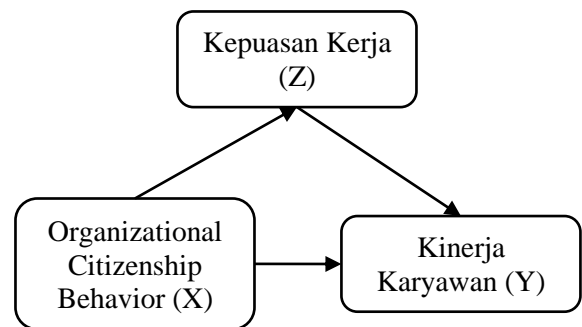 Kepuasan Kerja
(Z)
Organizational
Citizenship
Behavior (X)
Kinerja
Karyawan (Y)